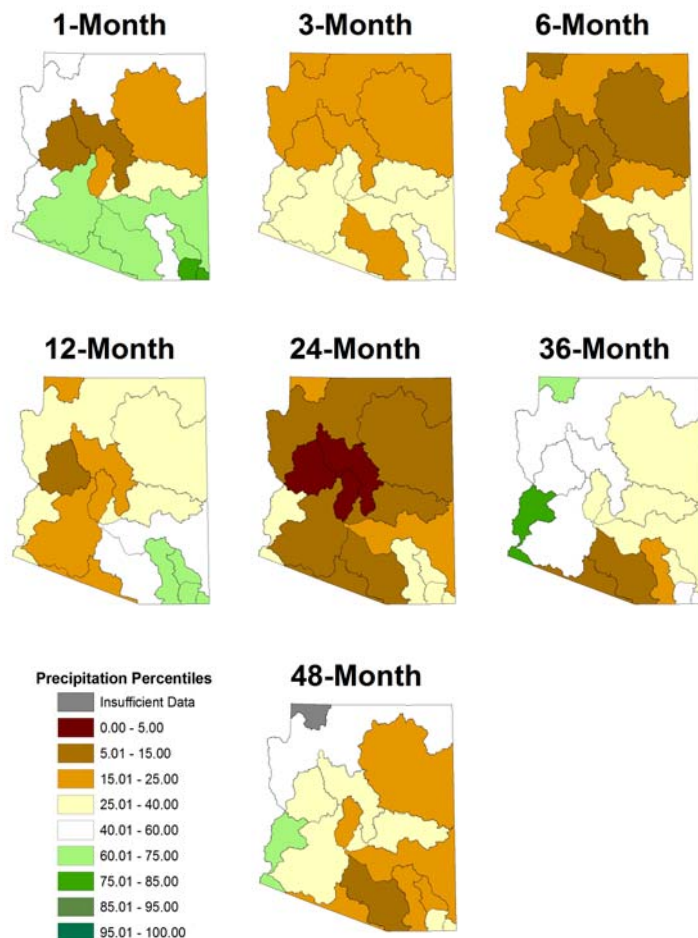 1-Month
3-Month
6-Month
12-Month
24-Month
36-Month
48-Month
Precipitation Percentiles
Insufficient Data
0.00 - 5.00
5.01 - 15.00
15.01 - 25.00
25.01 - 40.00
40.01 - 60.00
60.01 - 75.00
75.01 - 85.00
85.01 - 95.00
95.01 - 100.00